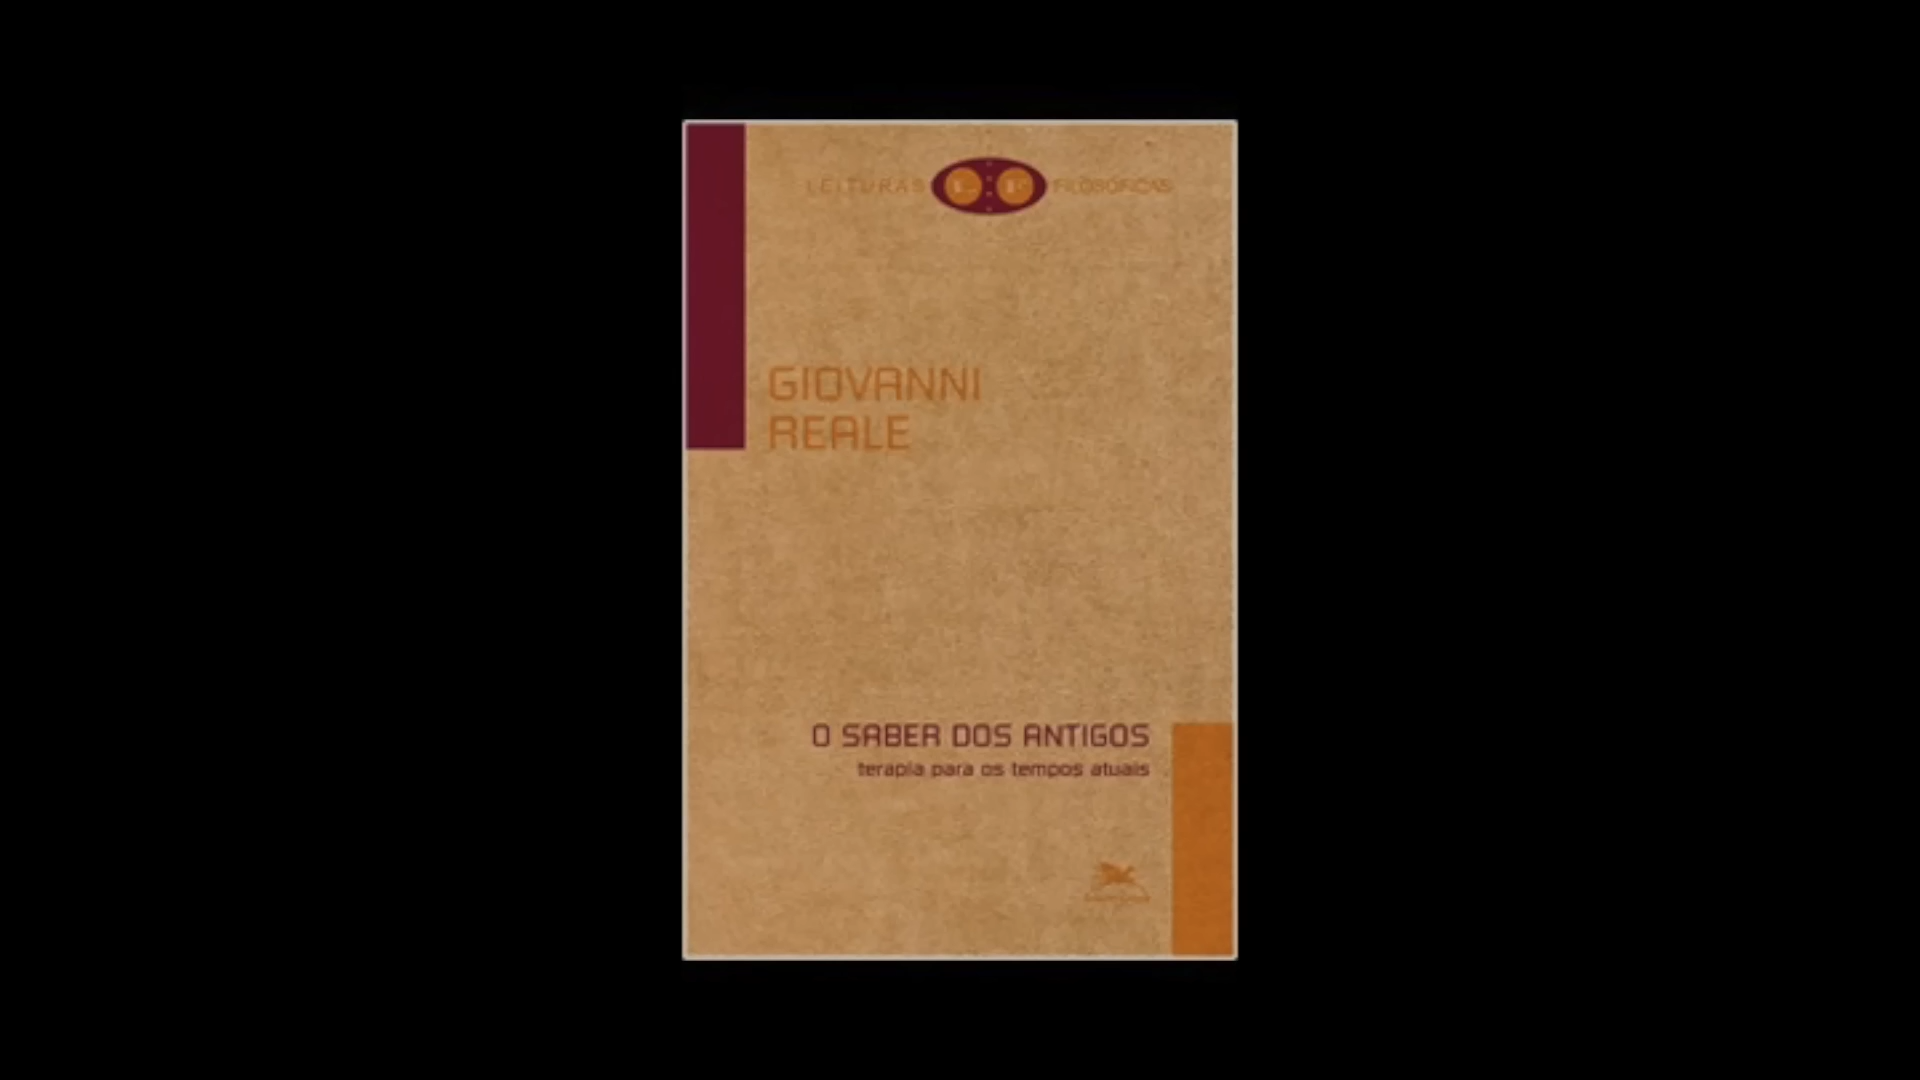 LEITURAS FILOSÓFICAS
GIOVANNI
REALE
O SABER DOS ANTIGOS
terapia para os tempos atuais